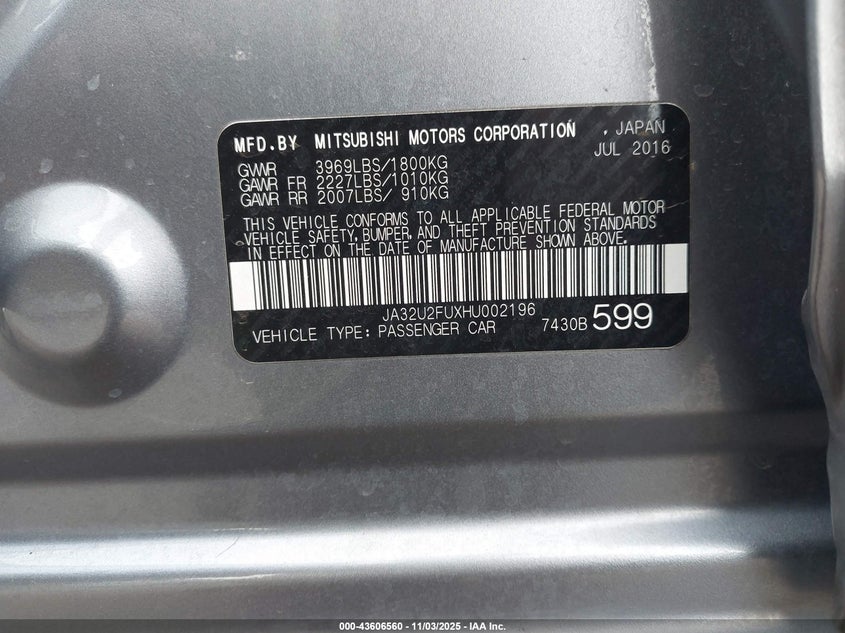 MFD.BY MITSUBISHI MOTORS CORPORATION , JAPAN
JUL 2016
GVWR 3969LBS/1800KG
GAWR FR 2227LBS/1010KG
GAWR RR 2007LBS/ 910KG
THIS VEHICLE CONFORMS TO ALL APPLICABLE FEDERAL MOTOR
VEHICLE SAFETY, BUMPER, AND THEFT PREVENTION STANDARDS
IN EFFECT ON THE DATE OF MANUFACTURE SHOWN ABOVE.
JA32U2FUXHU002196
VEHICLE TYPE: PASSENGER CAR 7430B 599
000-43606560 - 11/03/2025 - IAA Inc.